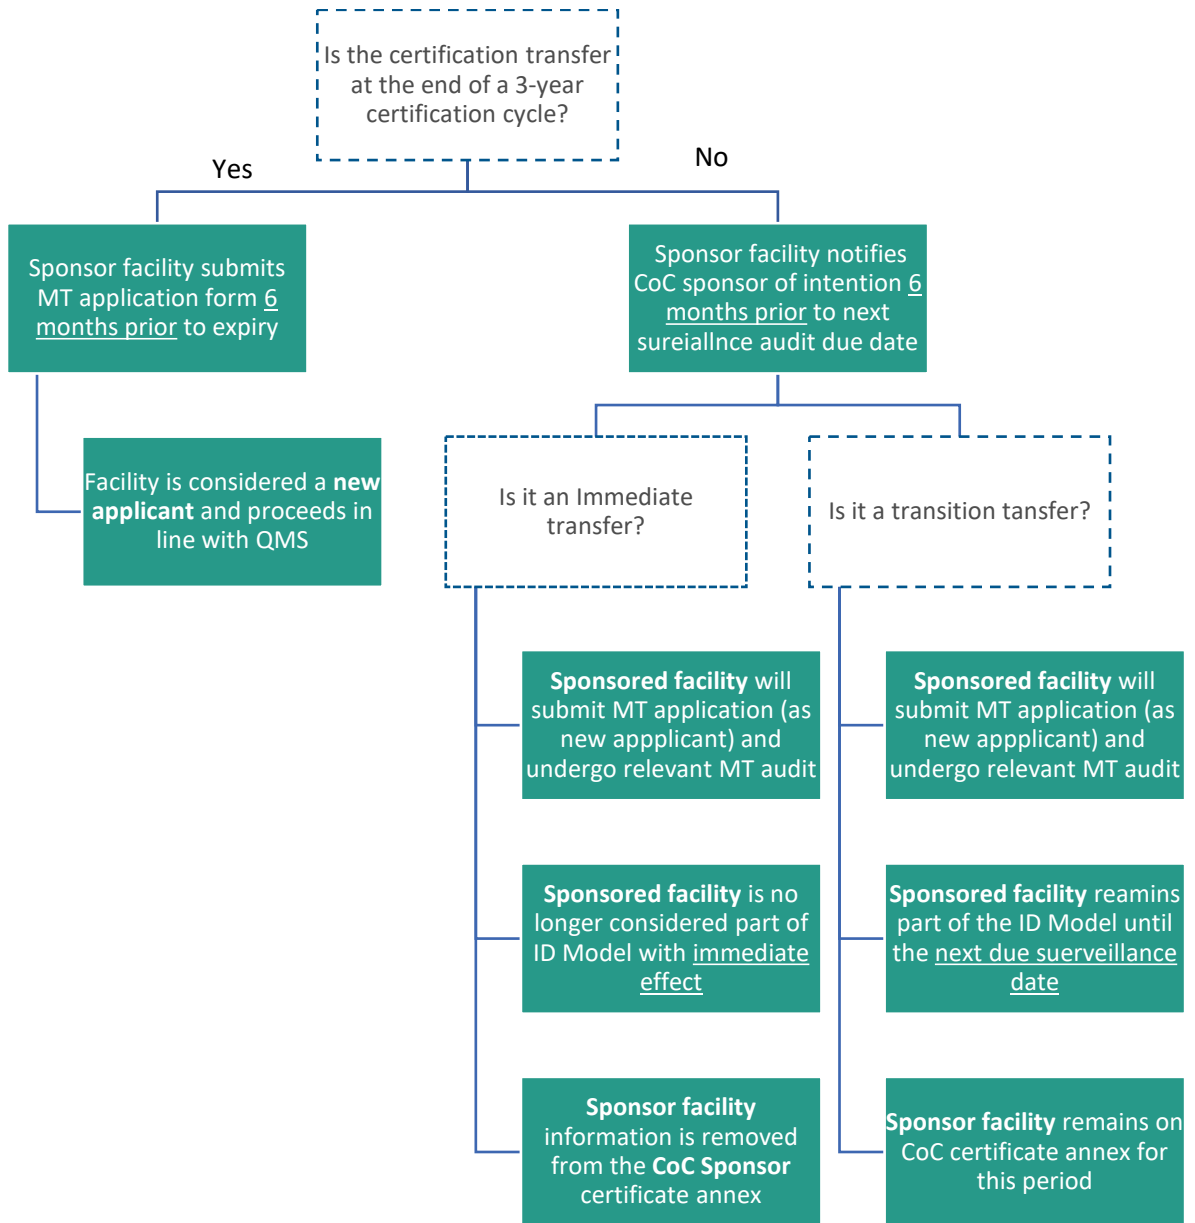 Is the certification transfer
at the end of a 3-year
certification cycle?
Yes
No
Sponsor facility submits
MT application form 6
months prior to expiry
Sponsor facility notifies
CoC sponsor of intention 6
months prior to next
sureiallnce audit due date
Facility is considered a new
applicant and proceeds in
line with QMS
Is it an Immediate
transfer?
Is it a transition tansfer?
Sponsored facility will
submit MT application (as
new appplicant) and
undergo relevant MT audit
Sponsored facility will
submit MT application (as
new appplicant) and
undergo relevant MT audit
Sponsored facility is no
longer considered part of
ID Model with immediate
effect
Sponsored facility reamins
part of the ID Model until
the next due suerveillance
date
Sponsor facility
information is removed
from the CoC Sponsor
certificate annex
Sponsor facility remains on
CoC certificate annex for
this period